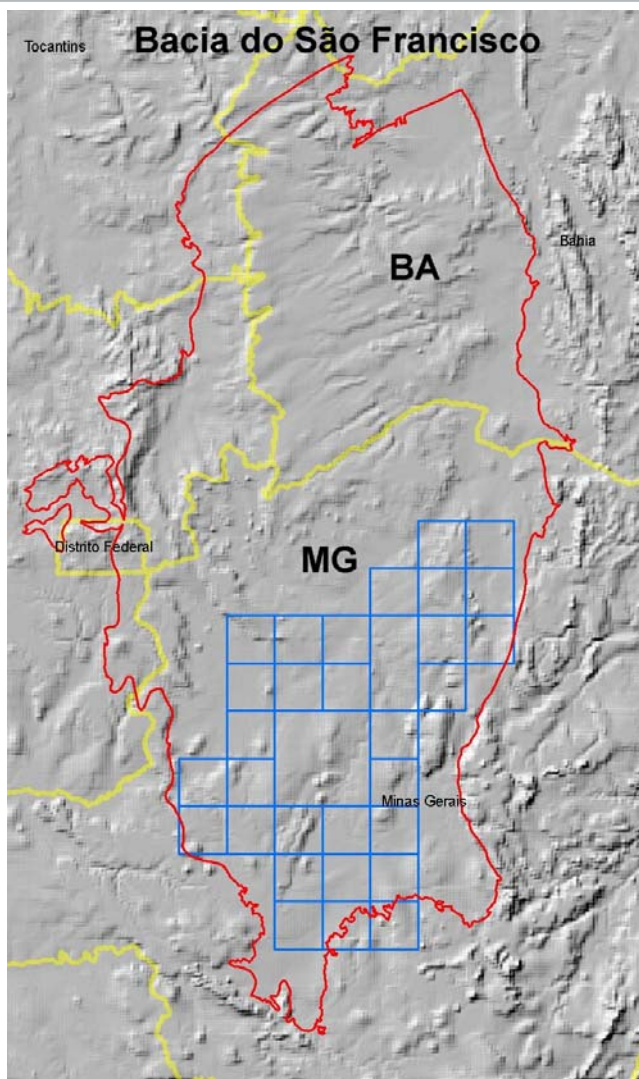 Bacia do São Francisco
Tocantins
Bahia
BA
Distrito Federal
MG
Minas Gerais